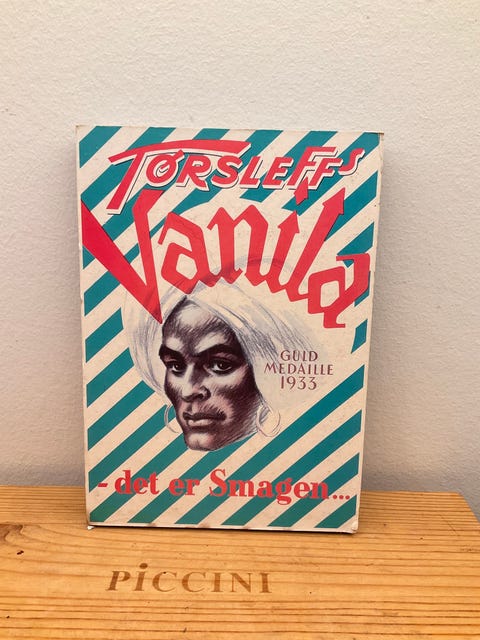 TØRSLEFFS
Vanila
GULD
MEDAILLE
1933
- det er Smagen...
PiCCINI